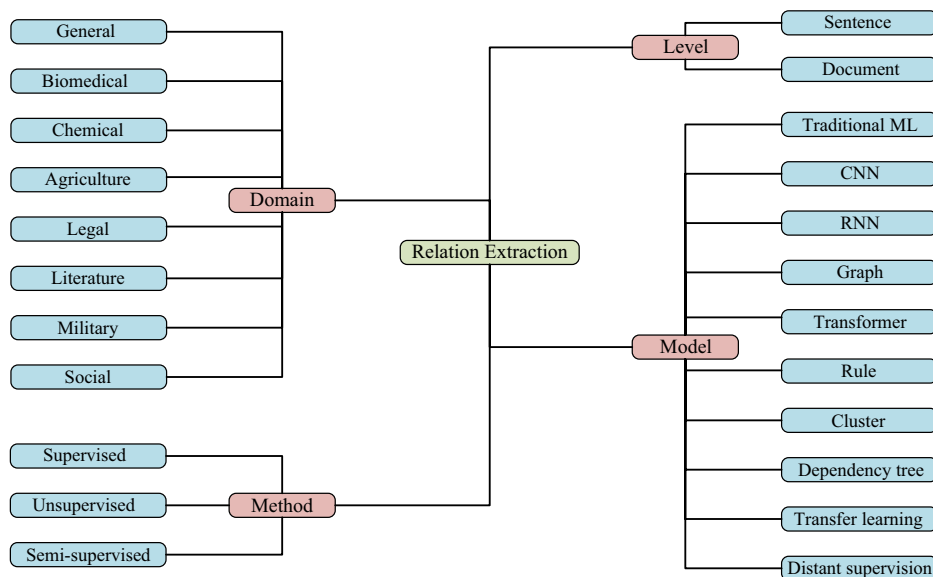 General
Biomedical
Chemical
Agriculture
Legal
Literature
Military
Social
Domain
Supervised
Unsupervised
Semi-supervised
Method
Relation Extraction
Level
Sentence
Document
Model
Traditional ML
CNN
RNN
Graph
Transformer
Rule
Cluster
Dependency tree
Transfer learning
Distant supervision